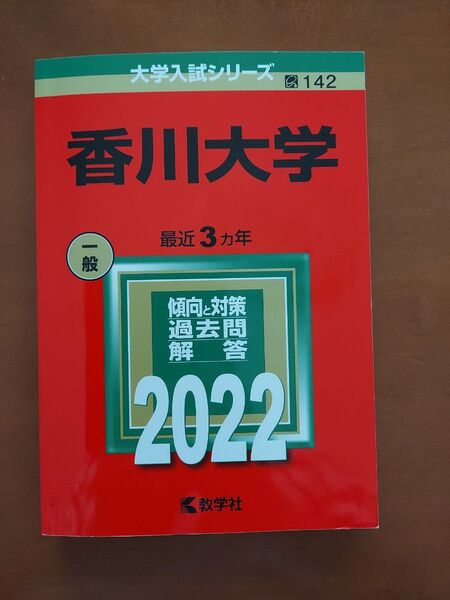 大学入試シリーズ
142
香川大学
最近3カ年
一般
傾向と対策
過去問
解答
2022
教学社